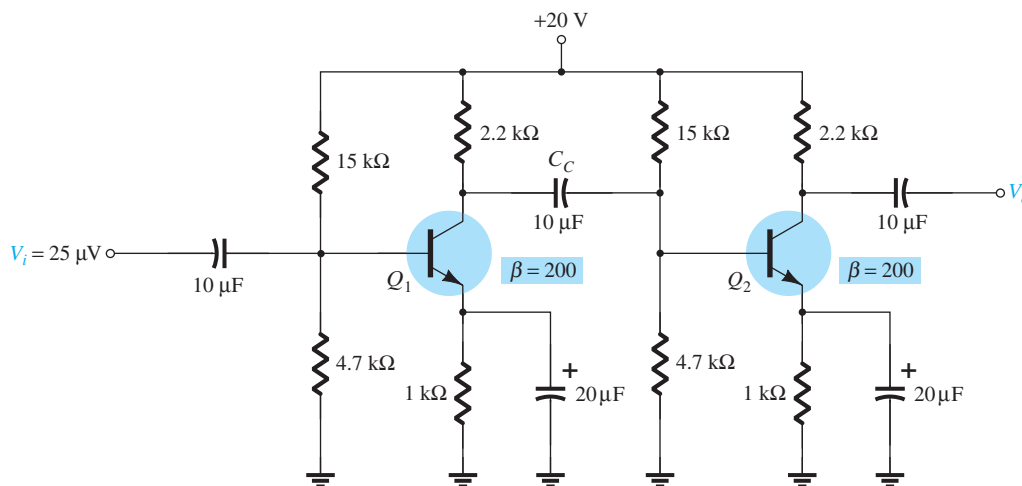 +20 V
15 kΩ
2.2 kΩ
15 kΩ
2.2 kΩ
C_C
10 μF
10 μF
V_i = 25 μV
10 μF
Q_1
β = 200
Q_2
β = 200
4.7 kΩ
1 kΩ
20 μF
4.7 kΩ
1 kΩ
20 μF
+
+